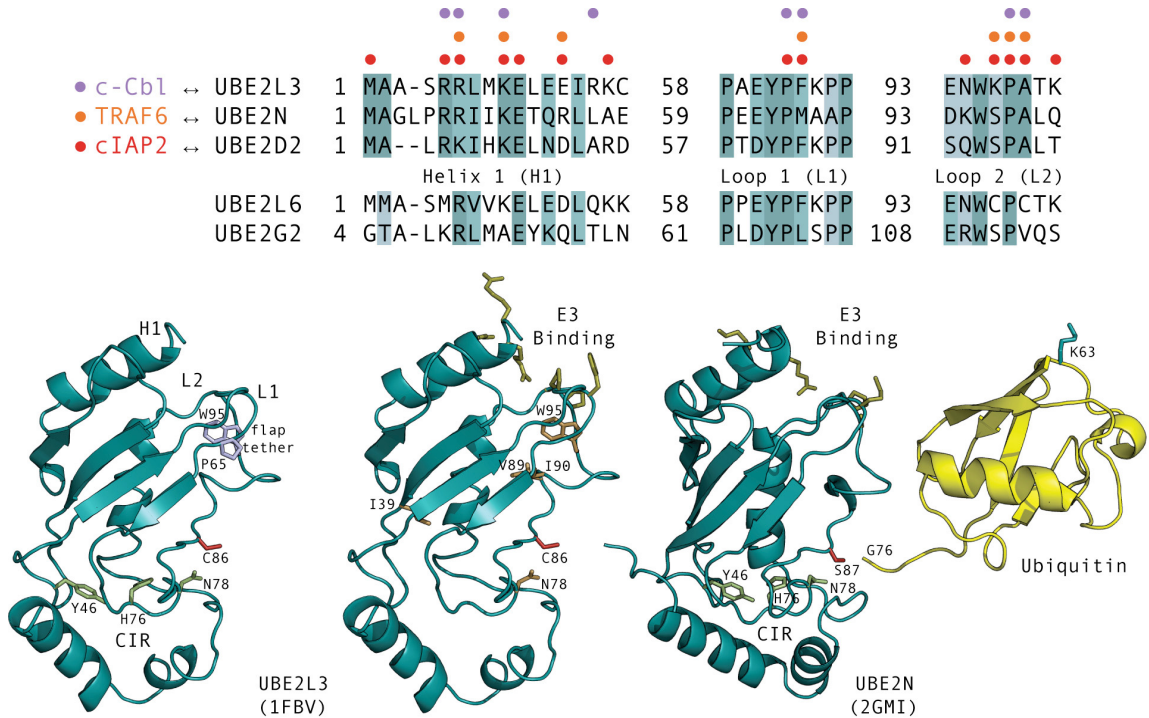 c-Cbl ↔ UBE2L3 1 MAA-SRRLMKELEEIRKC 58 PAEYPFKPP 93 ENWKPATK
TRAF6 ↔ UBE2N 1 MAGLPRRIIKETQRLLAE 59 PEEYPMAAP 93 DKWSPALQ
cIAP2 ↔ UBE2D2 1 MA--LRKIHKELNDLARD 57 PTDYPFKPP 91 SQWSPALT
Helix 1 (H1) Loop 1 (L1) Loop 2 (L2)
UBE2L6 1 MMA-SMRVVKELEDLQKK 58 PPEYPFKPP 93 ENWCPCTK
UBE2G2 4 GTA-LKRLMAEYKQLTLN 61 PLDYPLSPP 108 ERWSPVQS
H1
L2
L1
W95
flap
tether
P65
C86
Y46
H76
N78
CIR
UBE2L3
(1FBV)
E3
Binding
W95
V89
I90
I39
C86
N78
E3
Binding
Y46
H76
N78
S87
CIR
UBE2N
(2GMI)
K63
G76
Ubiquitin